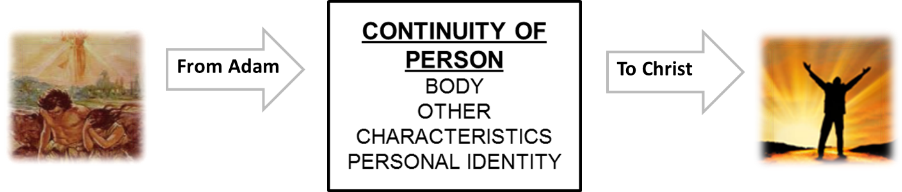 From Adam
CONTINUITY OF
PERSON
BODY
OTHER
CHARACTERISTICS
PERSONAL IDENTITY
To Christ